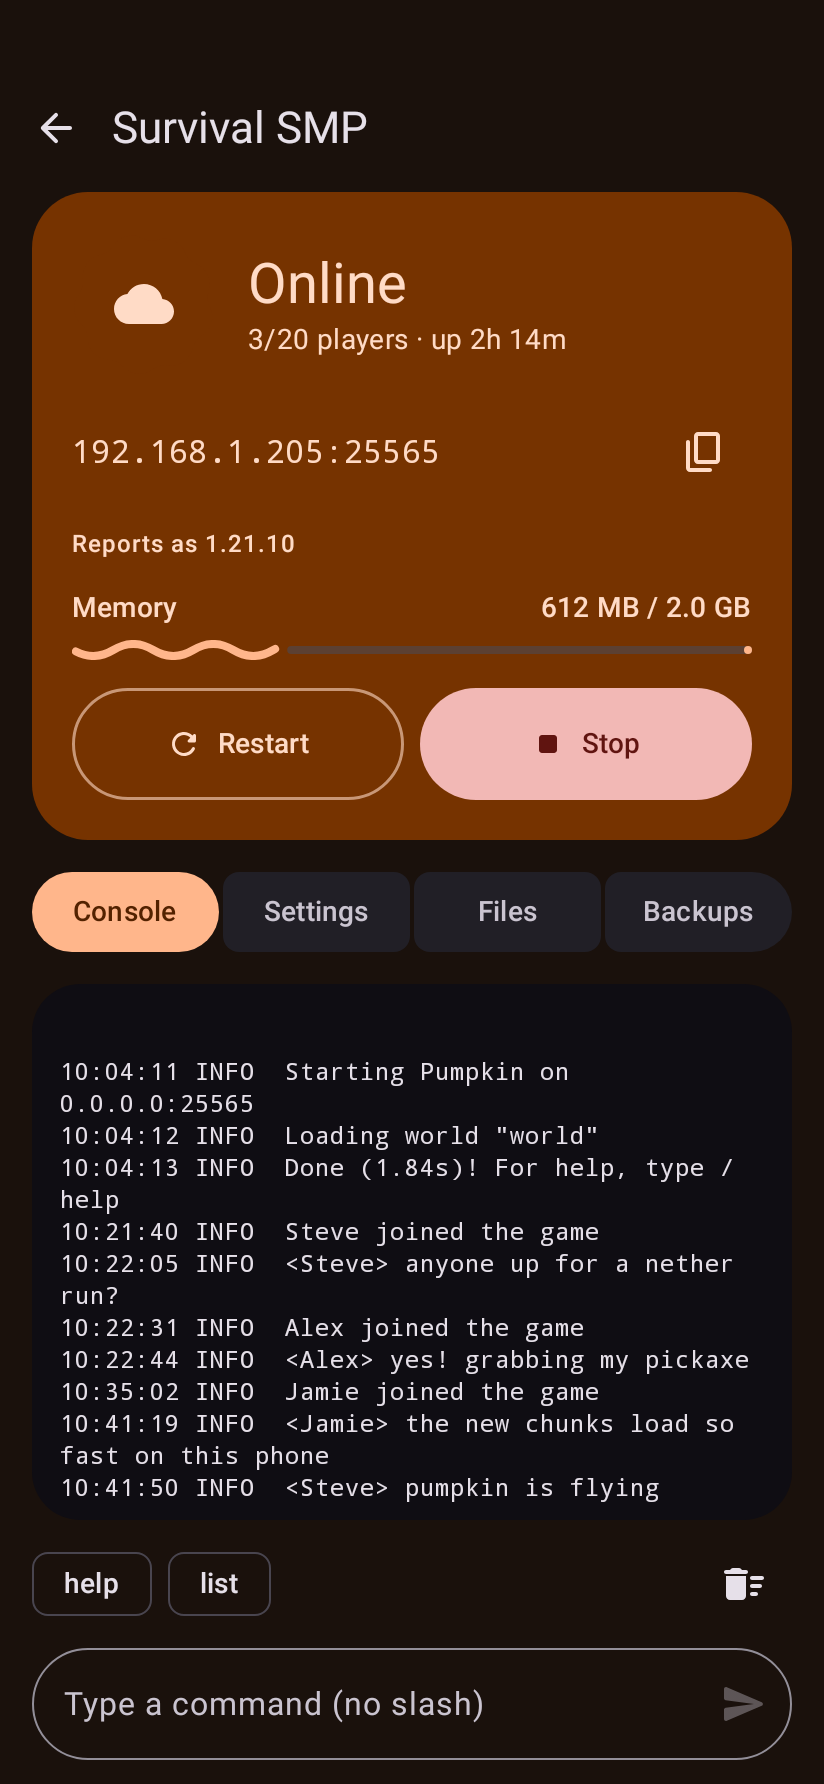 Survival SMP
Online
3/20 players · up 2h 14m
192.168.1.205:25565
Reports as 1.21.10
Memory 612 MB / 2.0 GB
Restart Stop
Console Settings Files Backups
10:04:11 INFO  Starting Pumpkin on
0.0.0.0:25565
10:04:12 INFO  Loading world "world"
10:04:13 INFO  Done (1.84s)! For help, type /
help
10:21:40 INFO  Steve joined the game
10:22:05 INFO  <Steve> anyone up for a nether
run?
10:22:31 INFO  Alex joined the game
10:22:44 INFO  <Alex> yes! grabbing my pickaxe
10:35:02 INFO  Jamie joined the game
10:41:19 INFO  <Jamie> the new chunks load so
fast on this phone
10:41:50 INFO  <Steve> pumpkin is flying
help list
Type a command (no slash)